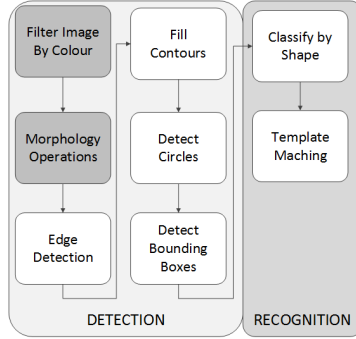 Filter Image
By Colour
Morphology
Operations
Edge
Detection
Fill
Contours
Detect
Circles
Detect
Bounding
Boxes
DETECTION
Classify by
Shape
Template
Maching
RECOGNITION